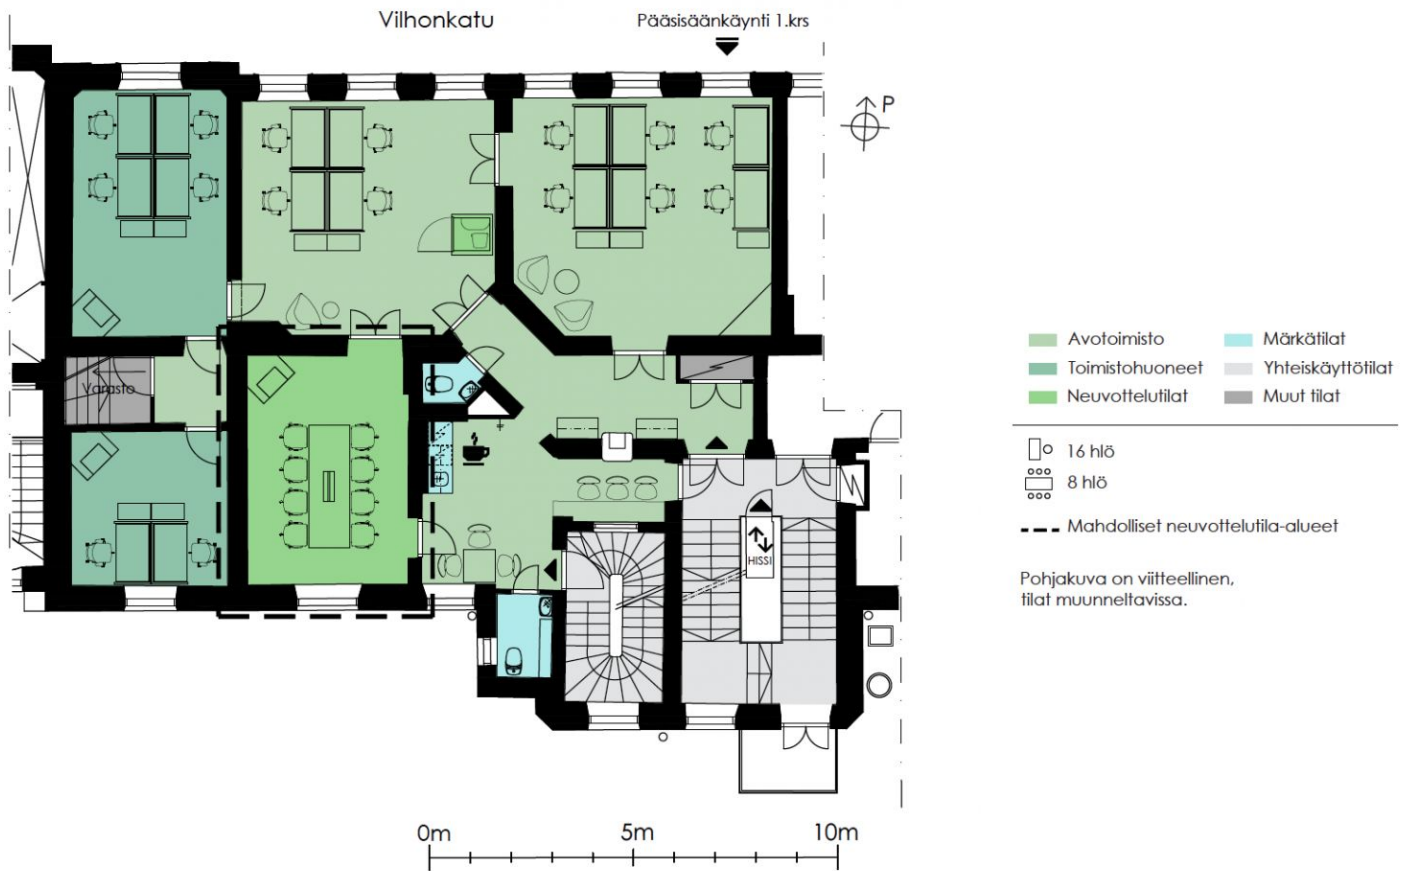 Vilhonkatu
Pääsisäänkäynti 1.krs
P
Varasto
HISSI
Avotoimisto
Toimistohuoneet
Neuvottelutilat
Märkätilat
Yhteiskäyttötilat
Muut tilat
16 hlö
8 hlö
Mahdolliset neuvottelutila-alueet
Pohjakuva on viitteellinen,
tilat muunneltavissa.
0m 5m 10m